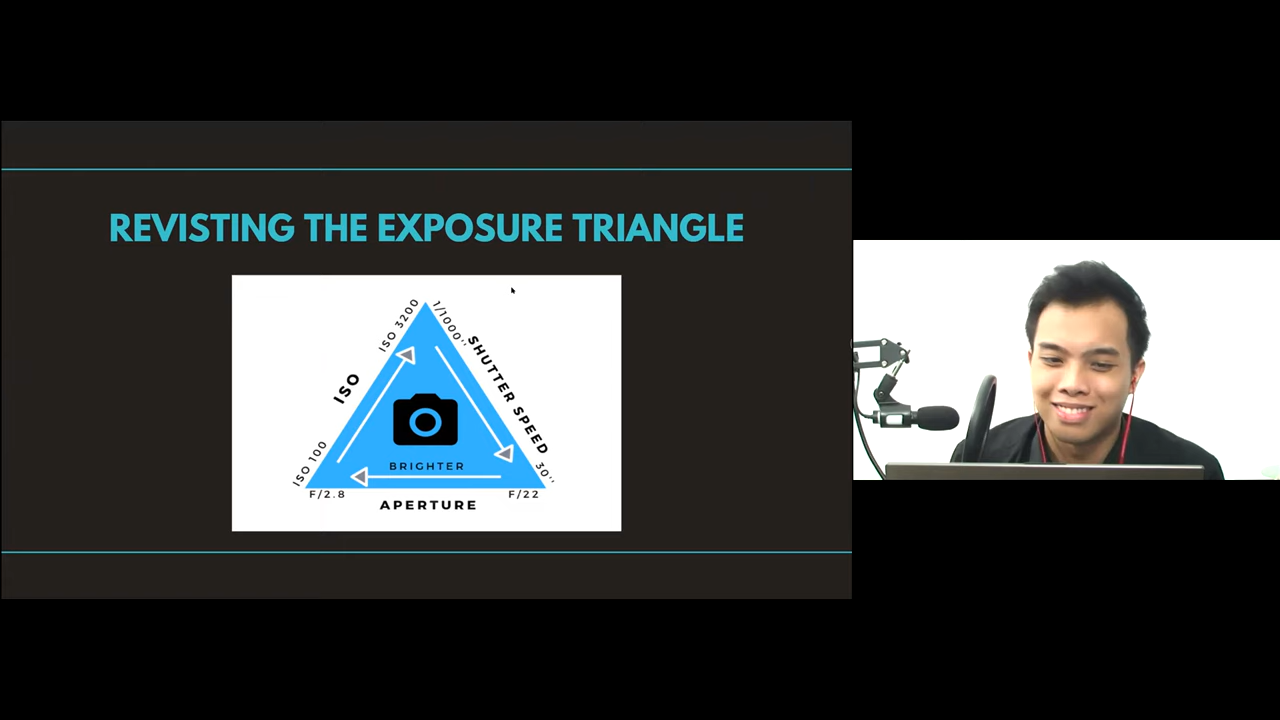 REVISTING THE EXPOSURE TRIANGLE
ISO 3200
1/1000''
ISO
SHUTTER SPEED
ISO 100
30''
BRIGHTER
F/2.8
F/22
APERTURE